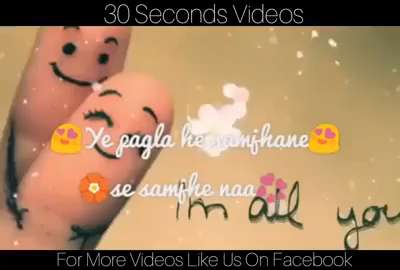 30 Seconds Videos
😍Ye pagla he samjhane😍
🌼se samjhe naa💞
i'm all you
For More Videos Like Us On Facebook